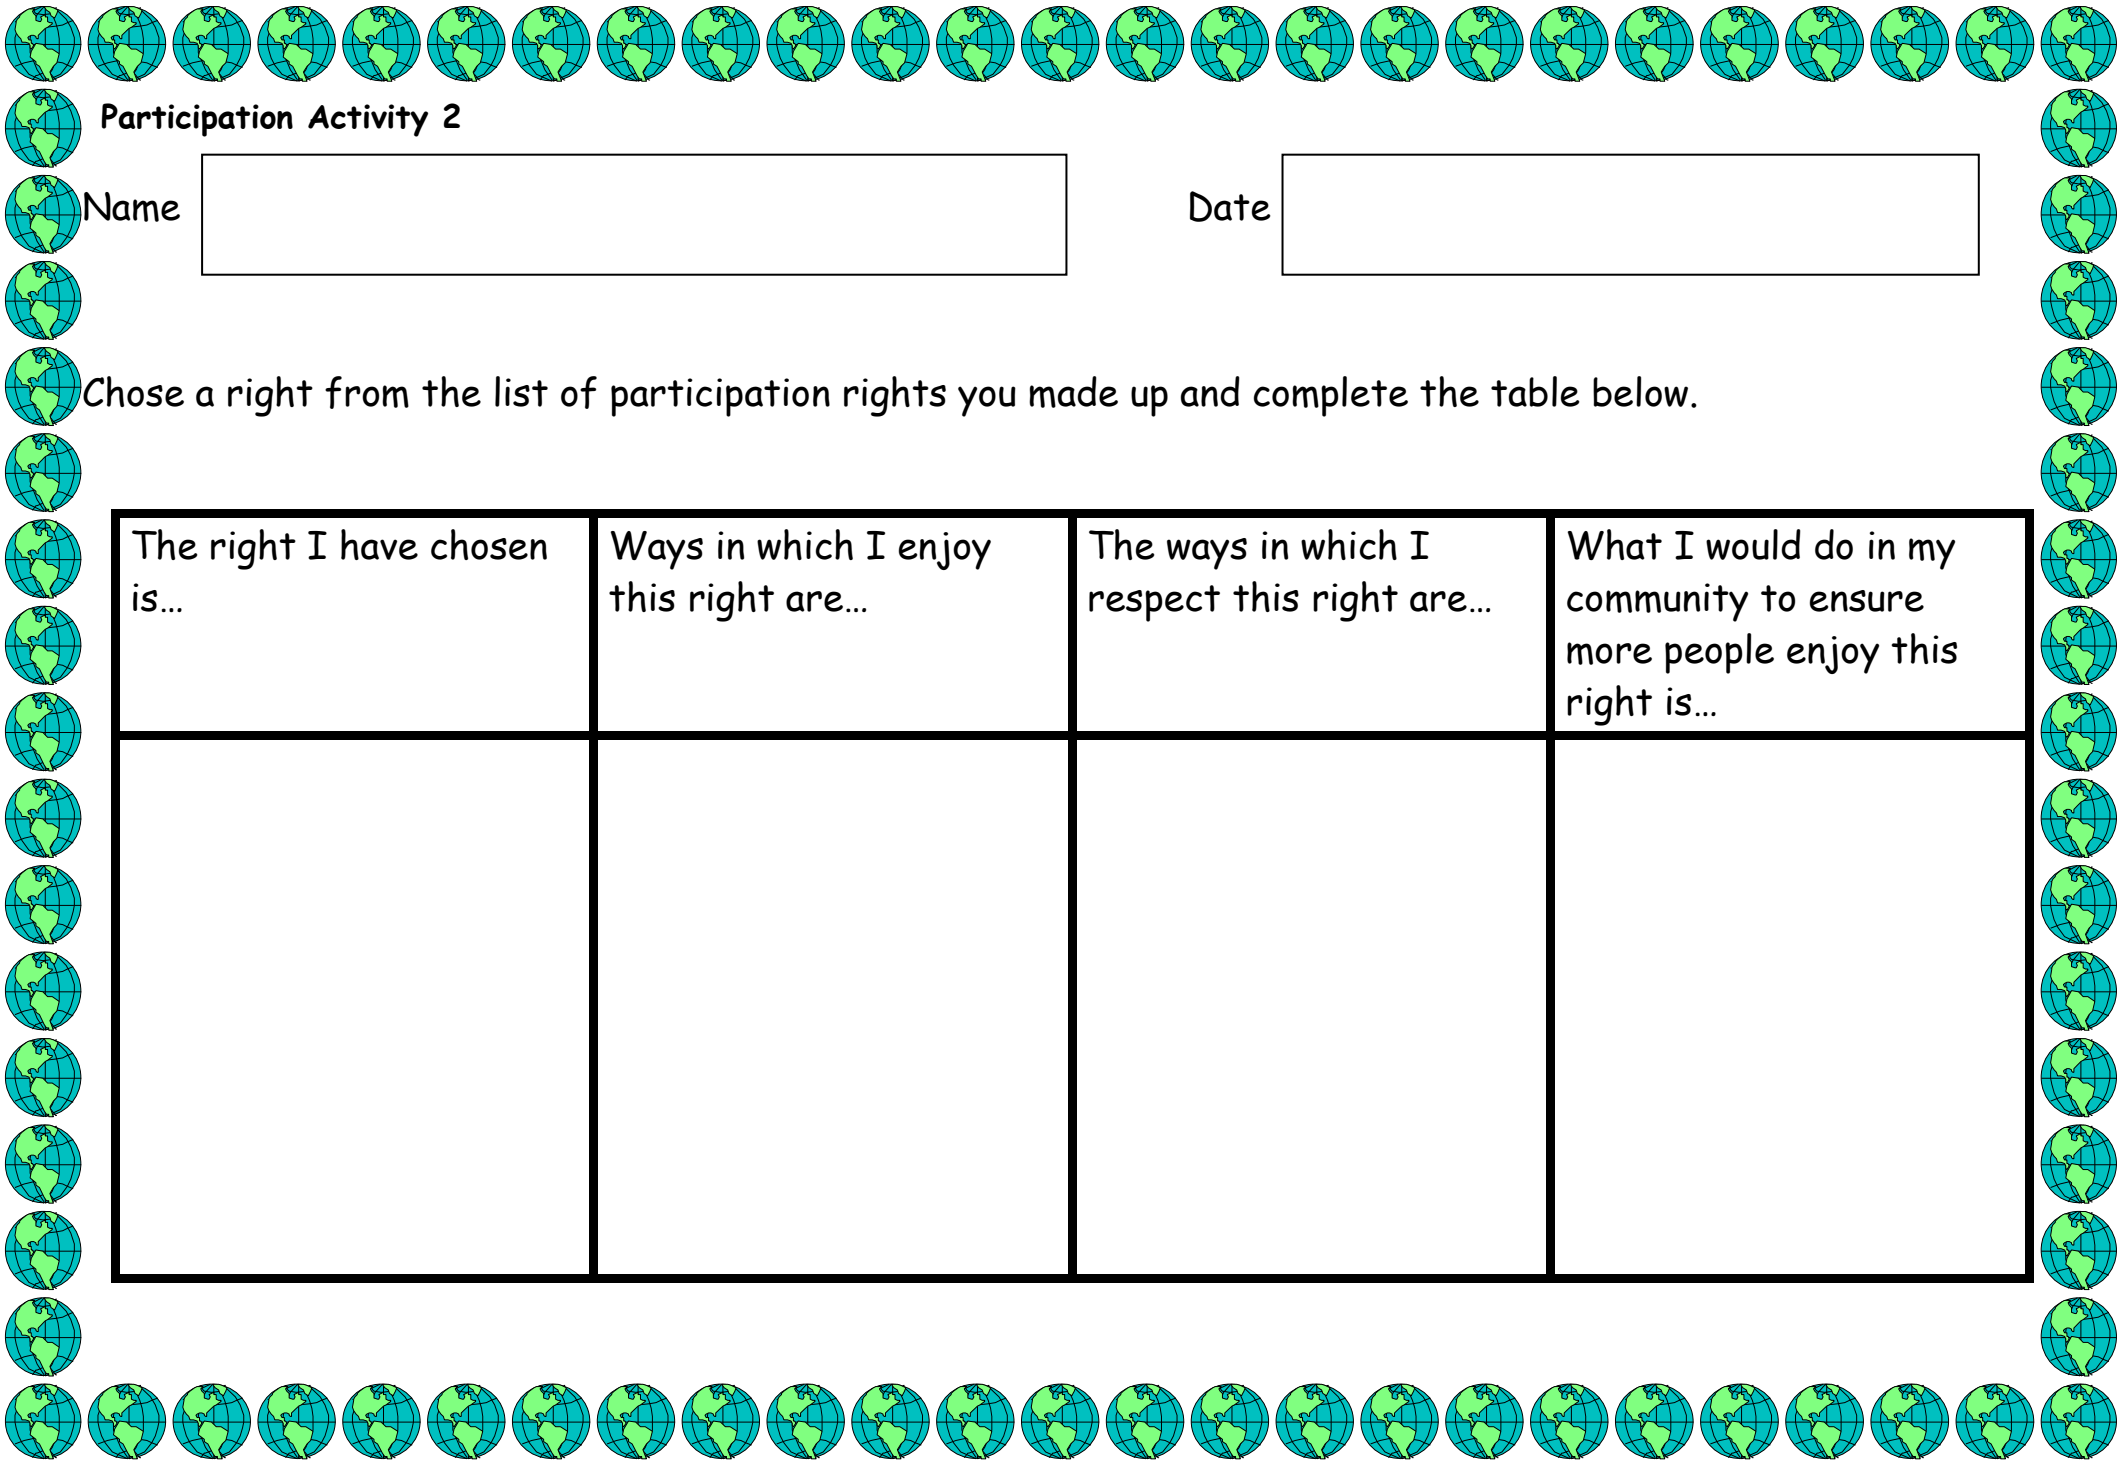 Participation Activity 2
Name
Date
Chose a right from the list of participation rights you made up and complete the table below.
The right I have chosen
is…
Ways in which I enjoy
this right are…
The ways in which I
respect this right are…
What I would do in my
community to ensure
more people enjoy this
right is…